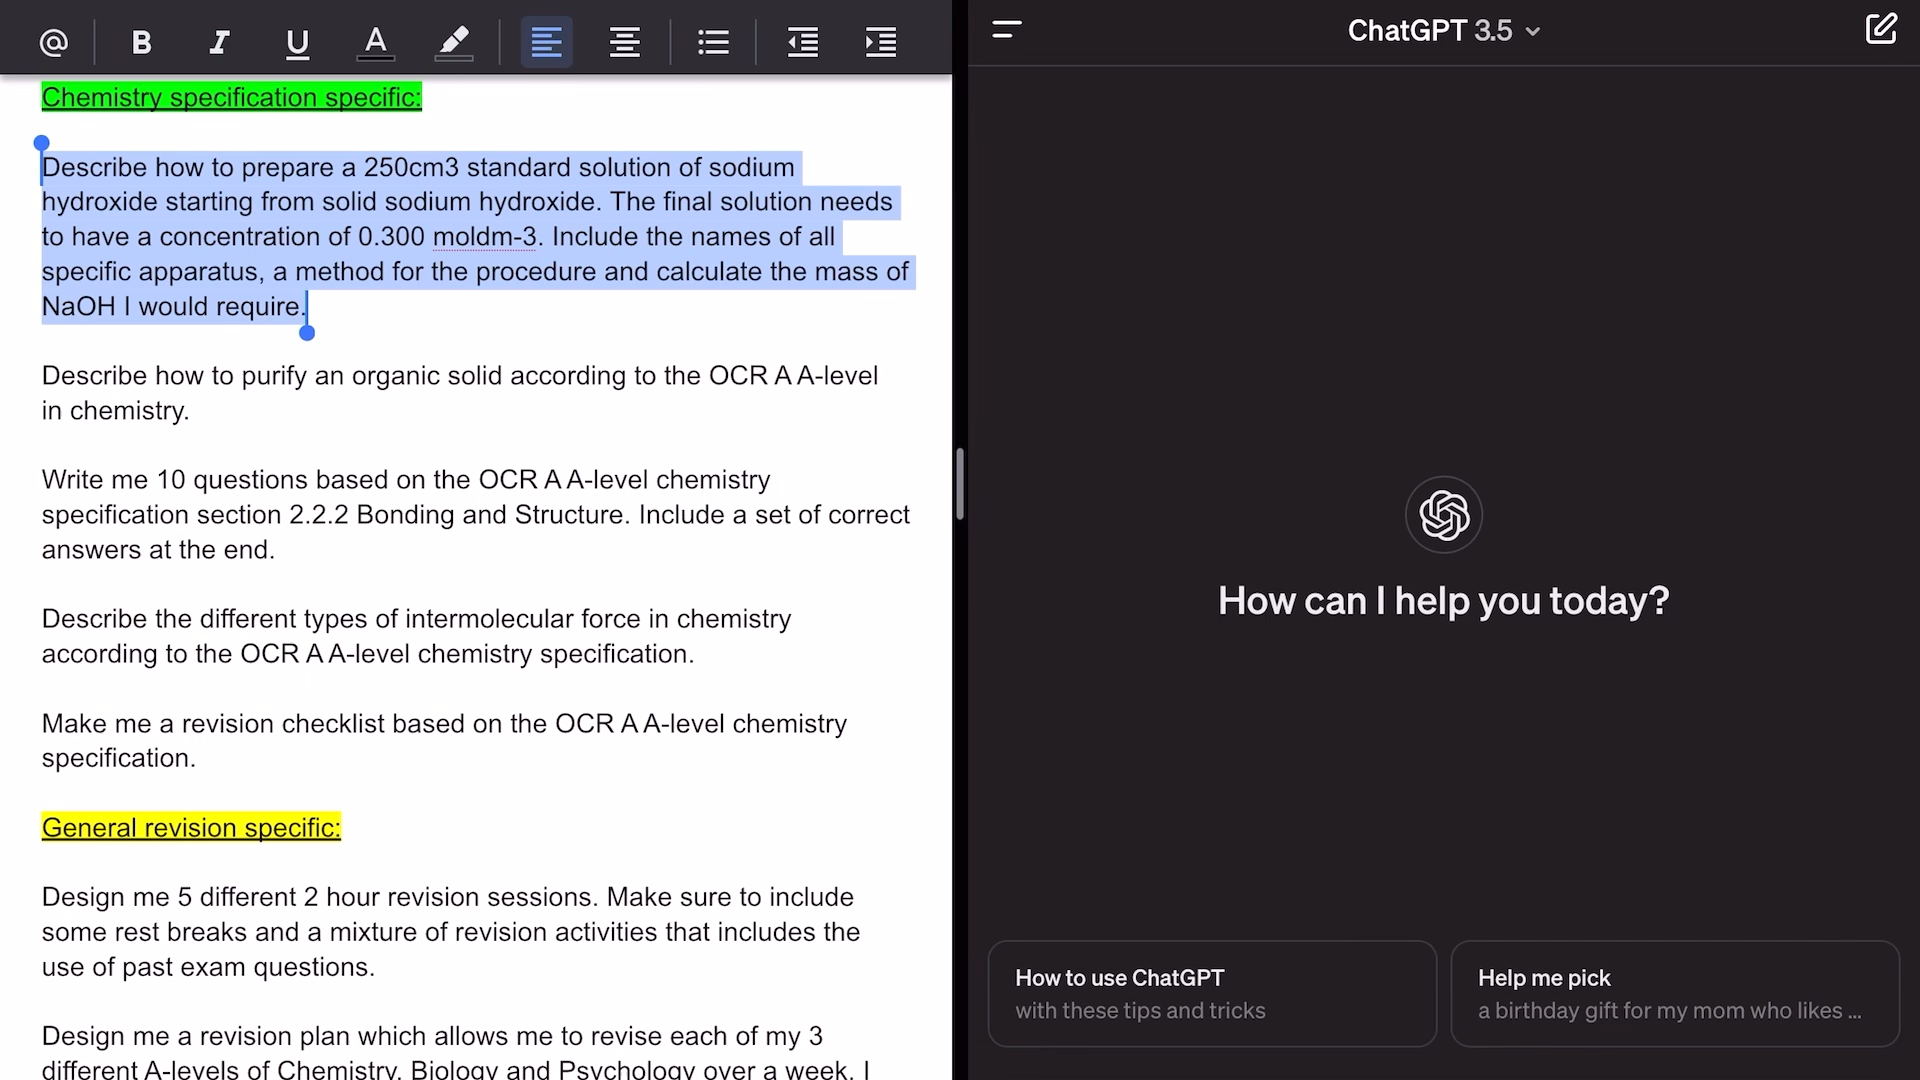 @ B I U A
Chemistry specification specific:
Describe how to prepare a 250cm3 standard solution of sodium
hydroxide starting from solid sodium hydroxide. The final solution needs
to have a concentration of 0.300 moldm-3. Include the names of all
specific apparatus, a method for the procedure and calculate the mass of
NaOH I would require.
Describe how to purify an organic solid according to the OCR A A-level
in chemistry.
Write me 10 questions based on the OCR A A-level chemistry
specification section 2.2.2 Bonding and Structure. Include a set of correct
answers at the end.
Describe the different types of intermolecular force in chemistry
according to the OCR A A-level chemistry specification.
Make me a revision checklist based on the OCR A A-level chemistry
specification.
General revision specific:
Design me 5 different 2 hour revision sessions. Make sure to include
some rest breaks and a mixture of revision activities that includes the
use of past exam questions.
Design me a revision plan which allows me to revise each of my 3
different A-levels of Chemistry, Biology and Psychology over a week. I
ChatGPT 3.5
How can I help you today?
How to use ChatGPT
with these tips and tricks
Help me pick
a birthday gift for my mom who likes ...